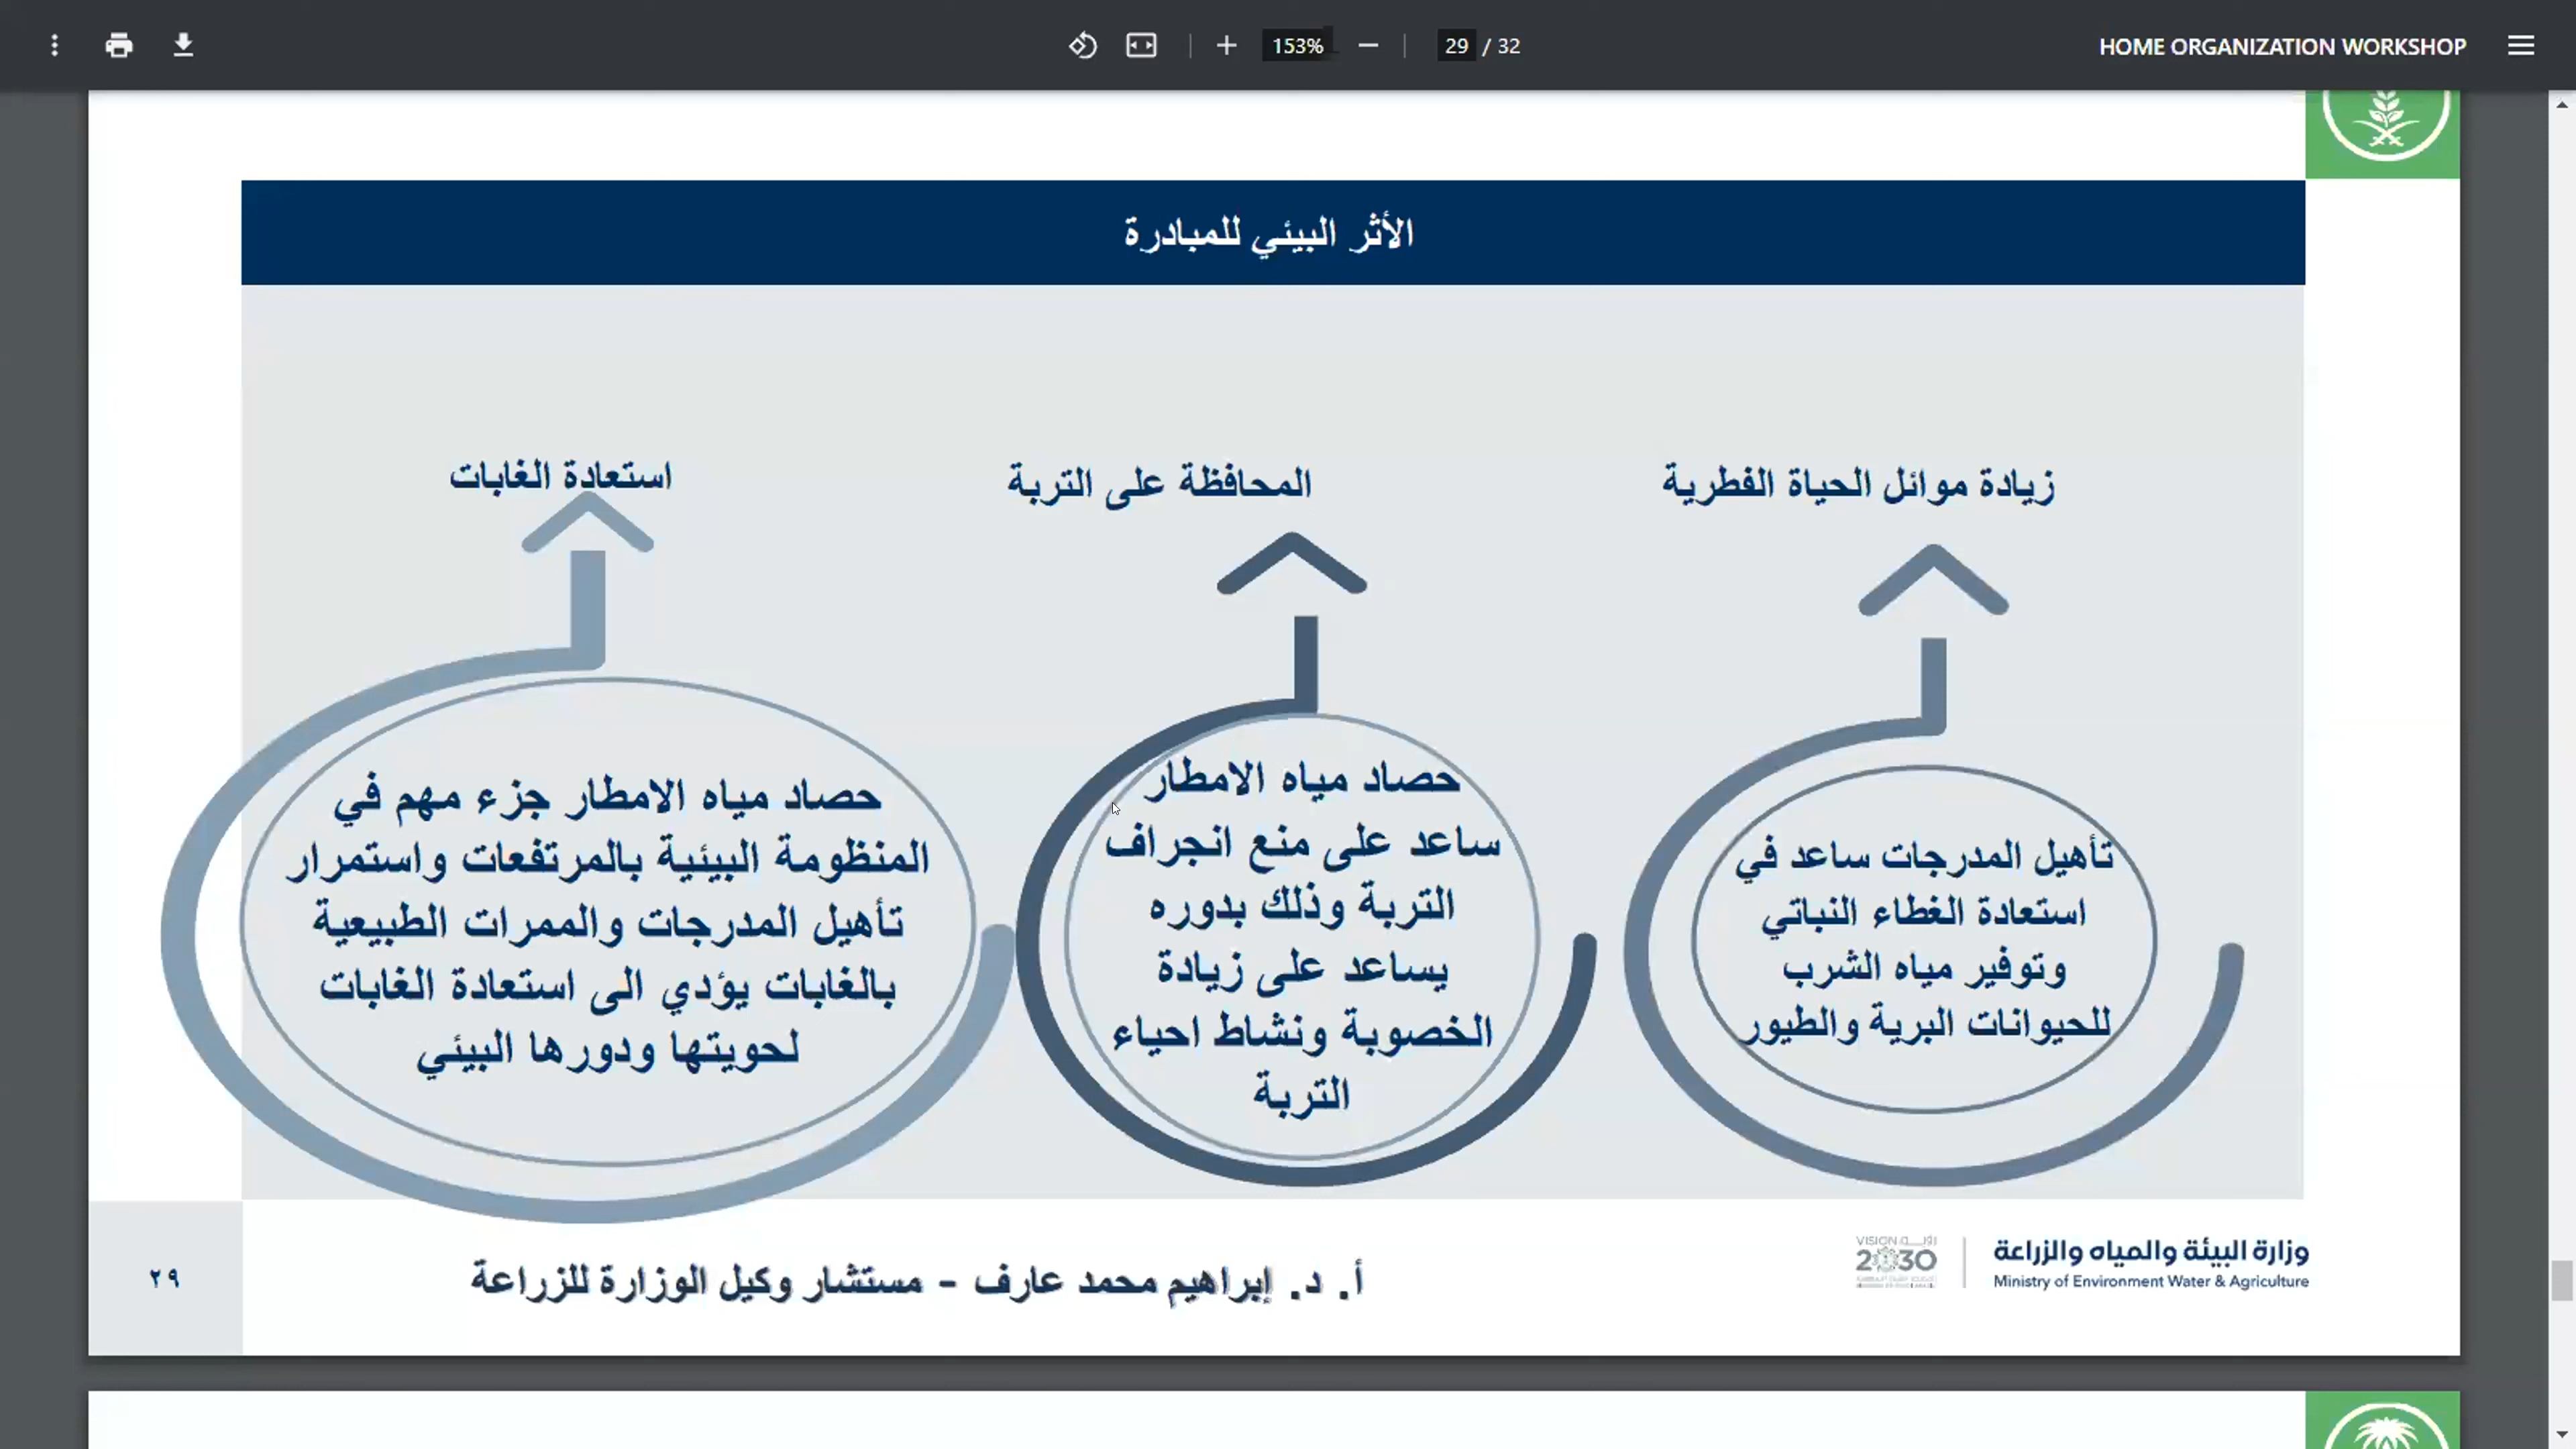 153%
29 / 32
HOME ORGANIZATION WORKSHOP
الأثر البيئي للمبادرة
زيادة موائل الحياة الفطرية
المحافظة على التربة
استعادة الغابات
تأهيل المدرجات ساعد في
استعادة الغطاء النباتي
وتوفير مياه الشرب
للحيوانات البرية والطيور
حصاد مياه الامطار
ساعد على منع انجراف
التربة وذلك بدوره
يساعد على زيادة
الخصوبة ونشاط احياء
التربة
حصاد مياه الامطار جزء مهم في
المنظومة البيئية بالمرتفعات واستمرار
تأهيل المدرجات والممرات الطبيعية
بالغابات يؤدي الى استعادة الغابات
لحويتها ودورها البيئي
وزارة البيئة والمياه والزراعة
Ministry of Environment Water & Agriculture
VISION رؤيــة
2030
أ. د. إبراهيم محمد عارف - مستشار وكيل الوزارة للزراعة
٢٩